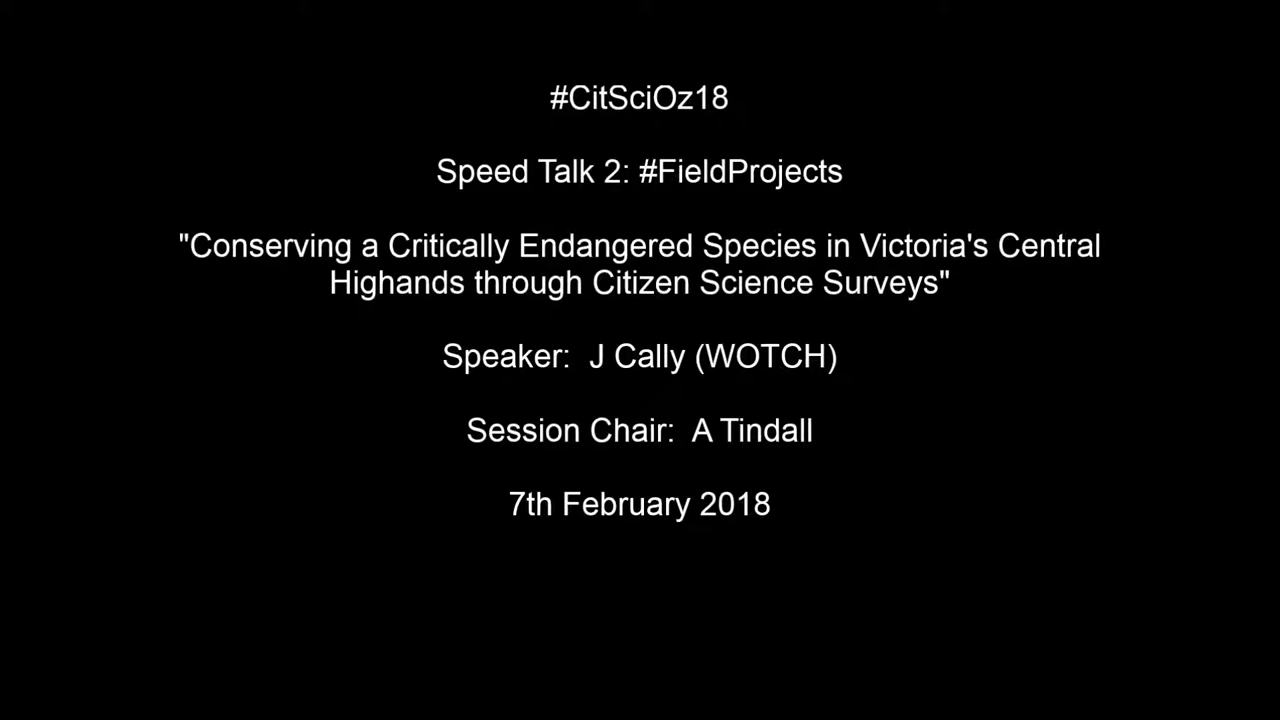 #CitSciOz18
Speed Talk 2: #FieldProjects
"Conserving a Critically Endangered Species in Victoria's Central
Highands through Citizen Science Surveys"
Speaker:  J Cally (WOTCH)
Session Chair:  A Tindall
7th February 2018